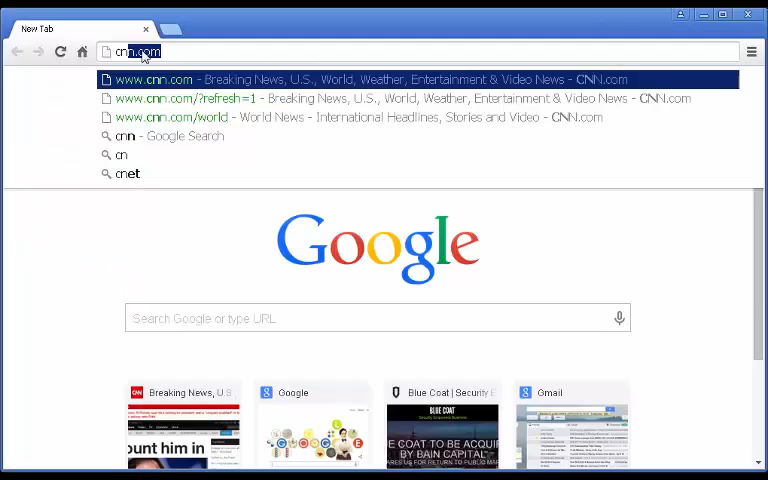 New Tab
cnn.com
www.cnn.com - Breaking News, U.S., World, Weather, Entertainment & Video News - CNN.com
www.cnn.com/?refresh=1 - Breaking News, U.S., World, Weather, Entertainment & Video News - CNN.com
www.cnn.com/world - World News - International Headlines, Stories and Video - CNN.com
cnn - Google Search
cn
cnet
Google
Search Google or type URL
CNN Breaking News, U.S
Google
Blue Coat | Security E
Gmail
ount him in
BLUE COAT
E COAT TO BE ACQUIR
BY BAIN CAPITAL